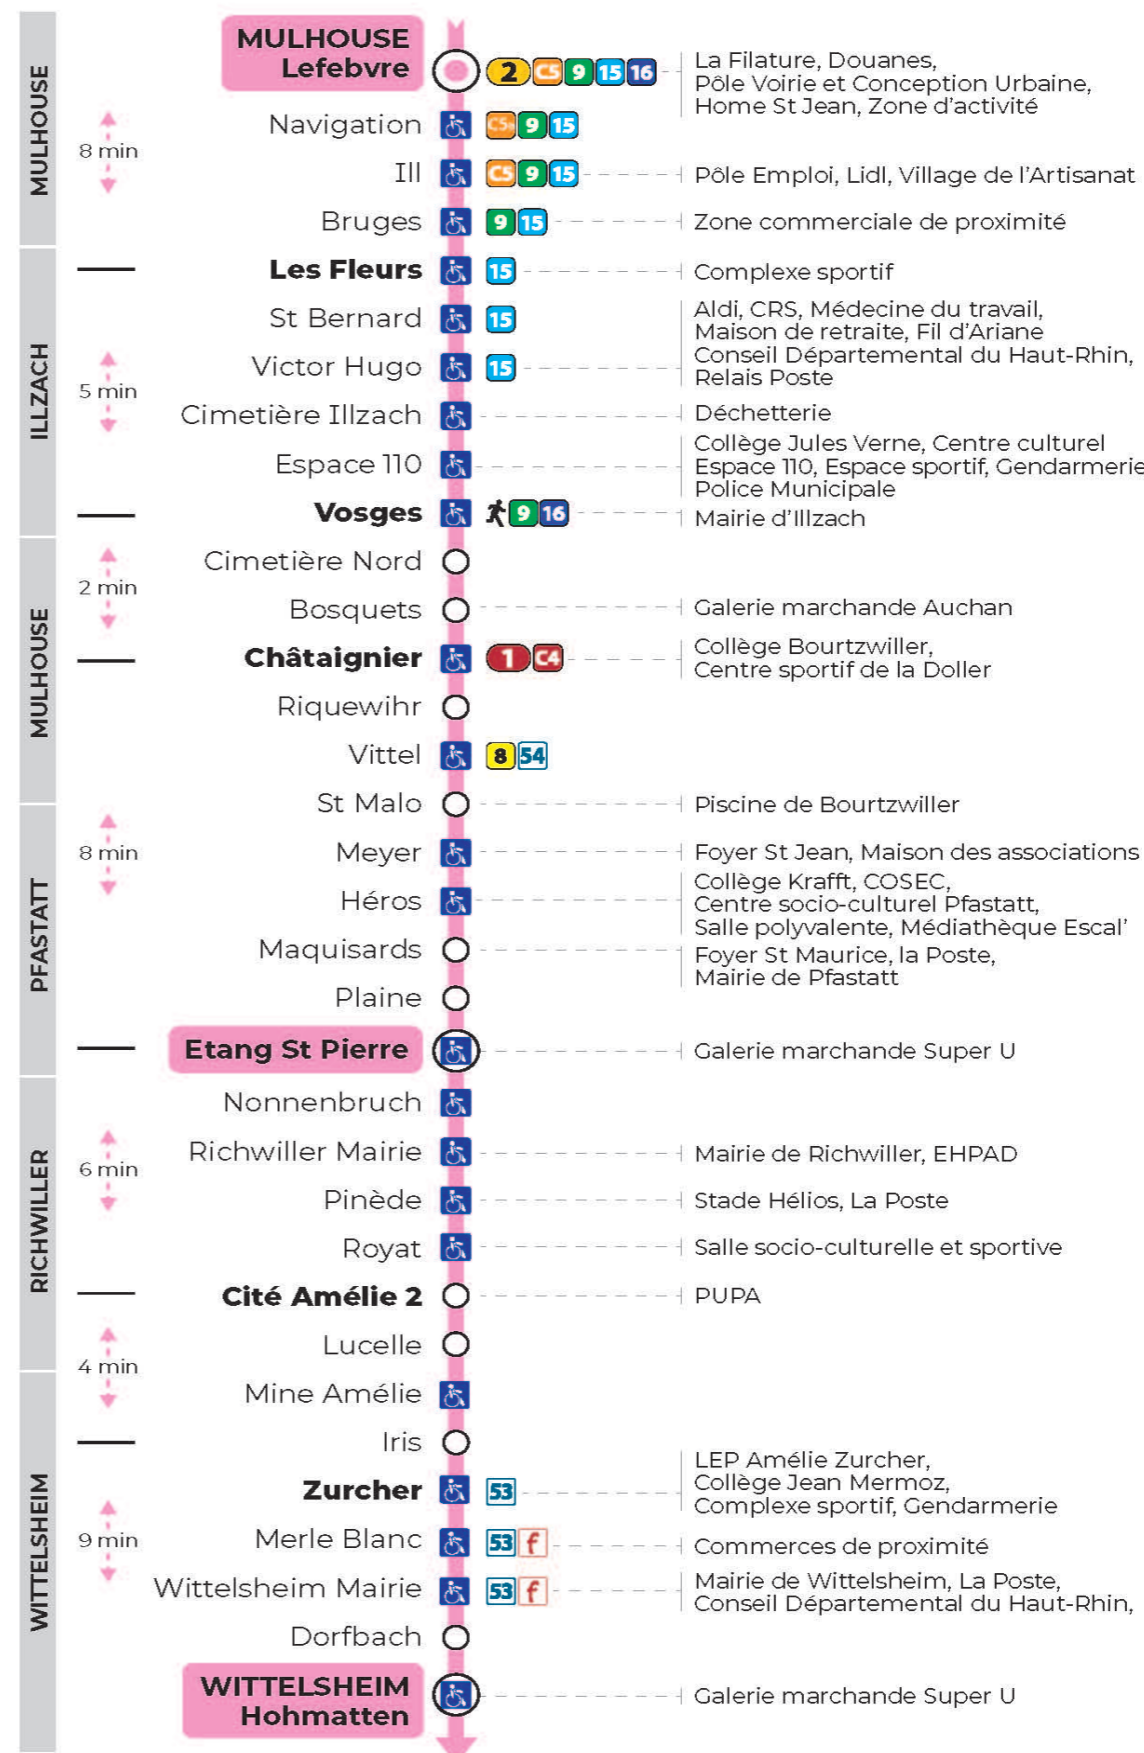 MULHOUSE
MULHOUSE
Lefebvre
2 C5 9 15 16
La Filature, Douanes,
Pôle Voirie et Conception Urbaine,
Home St Jean, Zone d'activité
8 min
Navigation
9 15
Ill
C5 9 15
Pôle Emploi, Lidl, Village de l'Artisanat
Bruges
9 15
Zone commerciale de proximité
ILLZACH
Les Fleurs
15
Complexe sportif
St Bernard
15
Aldi, CRS, Médecine du travail,
Maison de retraite, Fil d'Ariane
Victor Hugo
15
Conseil Départemental du Haut-Rhin,
Relais Poste
5 min
Cimetière Illzach
Déchetterie
Espace 110
Collège Jules Verne, Centre culturel
Espace 110, Espace sportif, Gendarmerie
Police Municipale
Vosges
9 16
Mairie d'Illzach
MULHOUSE
Cimetière Nord
2 min
Bosquets
Galerie marchande Auchan
Châtaignier
1 C4
Collège Bourtzwiller,
Centre sportif de la Doller
Riquewihr
Vittel
8 54
PFASTATT
St Malo
Piscine de Bourtzwiller
8 min
Meyer
Foyer St Jean, Maison des associations
Héros
Collège Krafft, COSEC,
Centre socio-culturel Pfastatt,
Salle polyvalente, Médiathèque Escal'
Maquisards
Foyer St Maurice, la Poste,
Mairie de Pfastatt
Plaine
Etang St Pierre
Galerie marchande Super U
RICHWILLER
Nonnenbruch
Richwiller Mairie
Mairie de Richwiller, EHPAD
6 min
Pinède
Stade Hélios, La Poste
Royat
Salle socio-culturelle et sportive
Cité Amélie 2
PUPA
Lucelle
4 min
WITTELSHEIM
Mine Amélie
Iris
Zurcher
53
LEP Amélie Zurcher,
Collège Jean Mermoz,
Complexe sportif, Gendarmerie
9 min
Merle Blanc
53 f
Commerces de proximité
Wittelsheim Mairie
53 f
Mairie de Wittelsheim, La Poste,
Conseil Départemental du Haut-Rhin,
Dorfbach
WITTELSHEIM
Hohmatten
Galerie marchande Super U